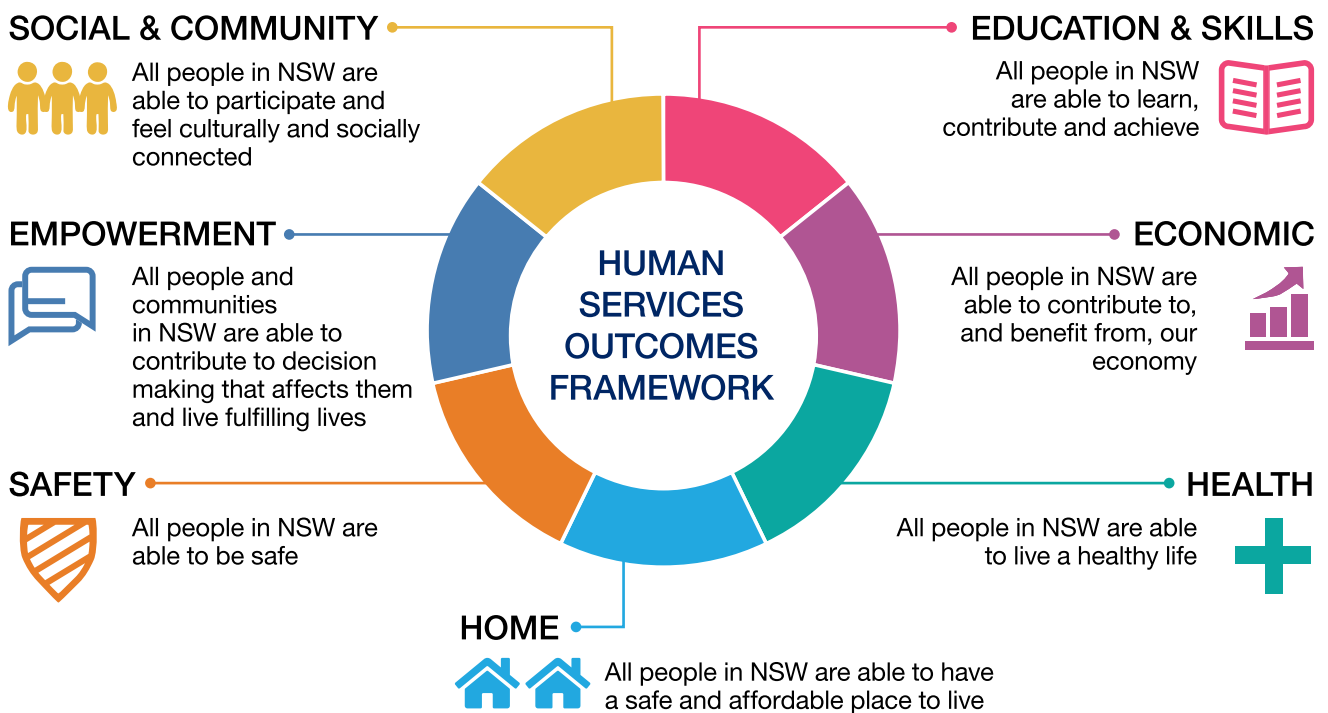 SOCIAL & COMMUNITY
All people in NSW are
able to participate and
feel culturally and socially
connected
EDUCATION & SKILLS
All people in NSW
are able to learn,
contribute and achieve
EMPOWERMENT
All people and
communities
in NSW are able to
contribute to decision
making that affects them
and live fulfilling lives
HUMAN
SERVICES
OUTCOMES
FRAMEWORK
ECONOMIC
All people in NSW are
able to contribute to,
and benefit from, our
economy
SAFETY
All people in NSW are
able to be safe
HEALTH
All people in NSW are able
to live a healthy life
HOME
All people in NSW are able to have
a safe and affordable place to live